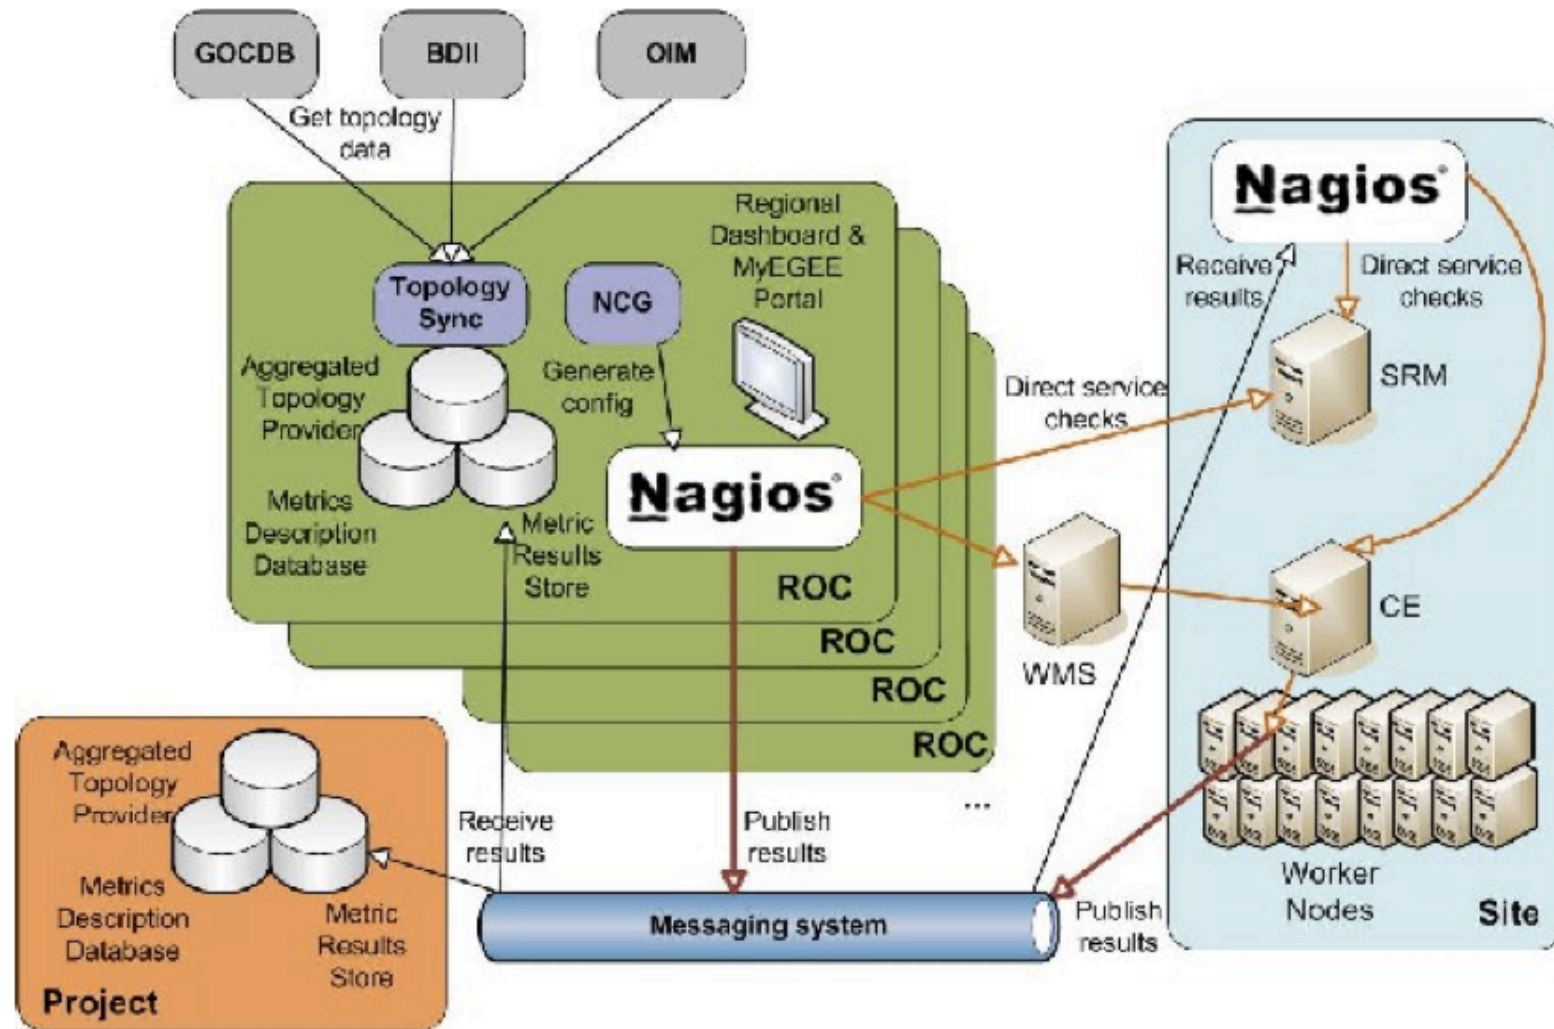 GOCDB
BDII
OIM
Get topology
data
Topology
Sync
NCG
Regional
Dashboard &
MyEGEE
Portal
Aggregated
Topology
Provider
Generate
config
Nagios®
Metrics
Description
Database
Metric
Results
Store
ROC
ROC
ROC
ROC
...
Direct service
checks
WMS
Nagios®
Receive
results
Direct service
checks
SRM
CE
Worker
Nodes
Site
Aggregated
Topology
Provider
Metrics
Description
Database
Metric
Results
Store
Project
Receive
results
Publish
results
Messaging system
Publish
results